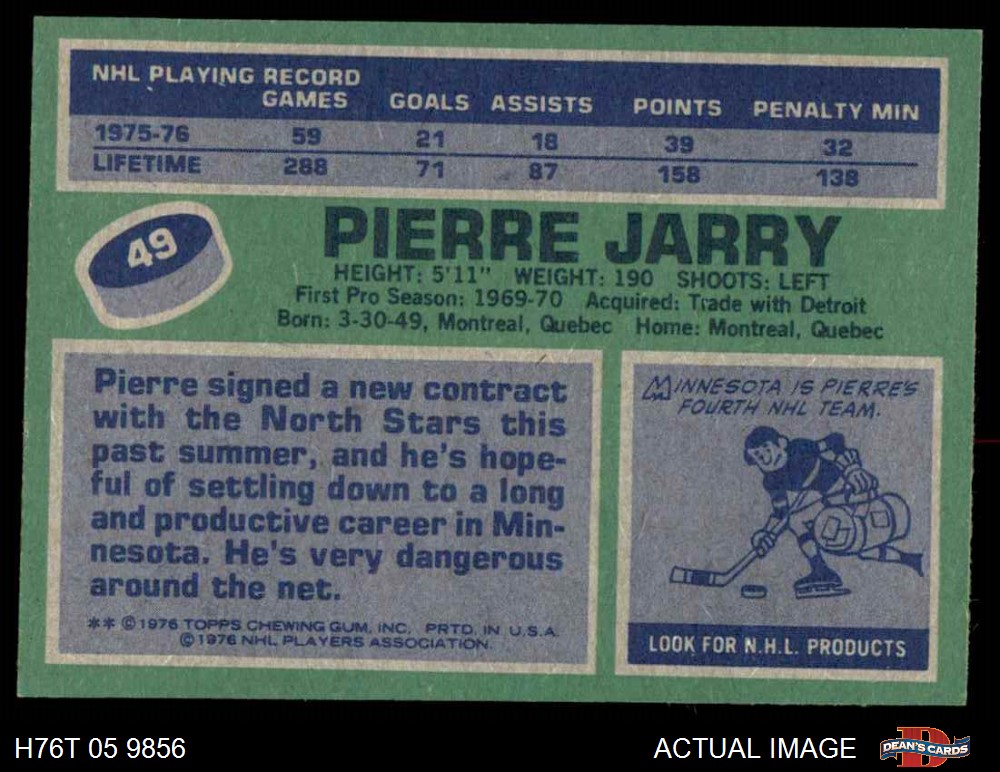 NHL PLAYING RECORD
GAMES GOALS ASSISTS POINTS PENALTY MIN
1975-76 59 21 18 39 32
LIFETIME 288 71 87 158 138
49
PIERRE JARRY
HEIGHT: 5'11" WEIGHT: 190 SHOOTS: LEFT
First Pro Season: 1969-70 Acquired: Trade with Detroit
Born: 3-30-49, Montreal, Quebec Home: Montreal, Quebec
Pierre signed a new contract
with the North Stars this
past summer, and he's hope-
ful of settling down to a long
and productive career in Min-
nesota. He's very dangerous
around the net.
** ©1976 TOPPS CHEWING GUM, INC. PRTD. IN U.S.A.
©1976 NHL PLAYERS ASSOCIATION.
MINNESOTA IS PIERRE'S
FOURTH NHL TEAM.
LOOK FOR N.H.L. PRODUCTS
H76T 05 9856
ACTUAL IMAGE
D
DEAN'S CARDS